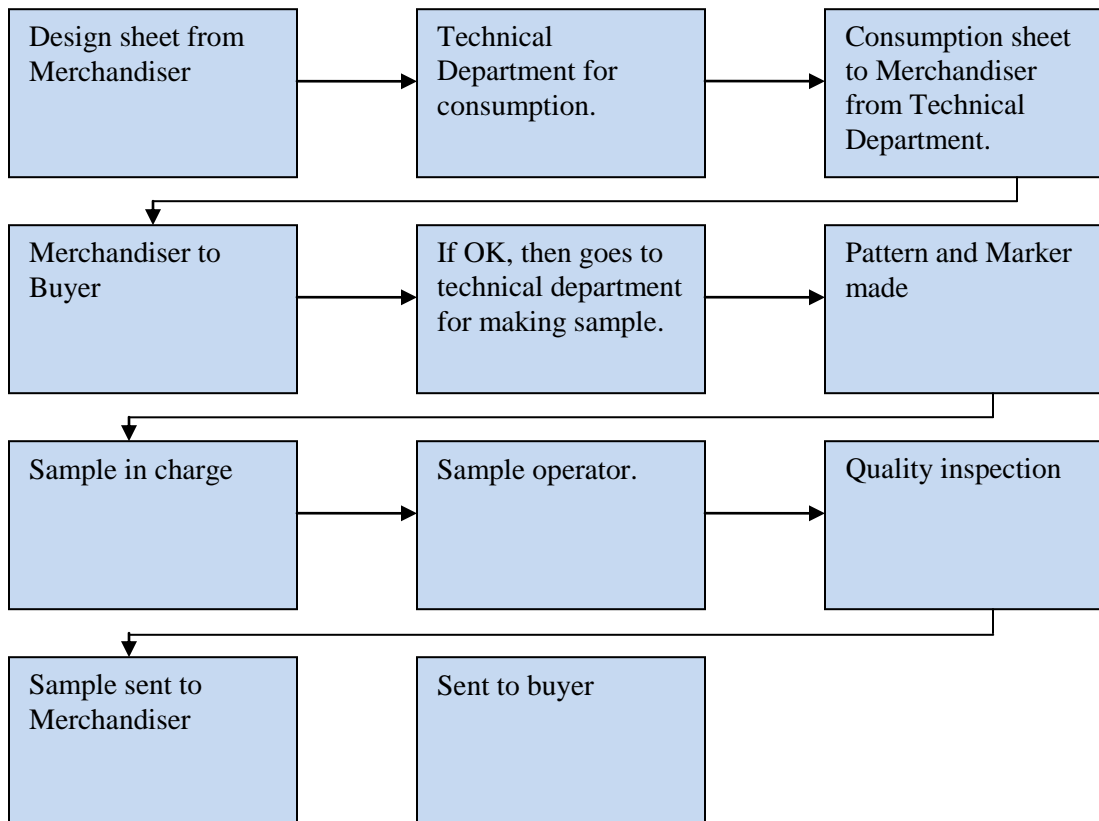 Design sheet from
Merchandiser
Technical
Department for
consumption.
Consumption sheet
to Merchandiser
from Technical
Department.
Merchandiser to
Buyer
If OK, then goes to
technical department
for making sample.
Pattern and Marker
made
Sample in charge
Sample operator.
Quality inspection
Sample sent to
Merchandiser
Sent to buyer